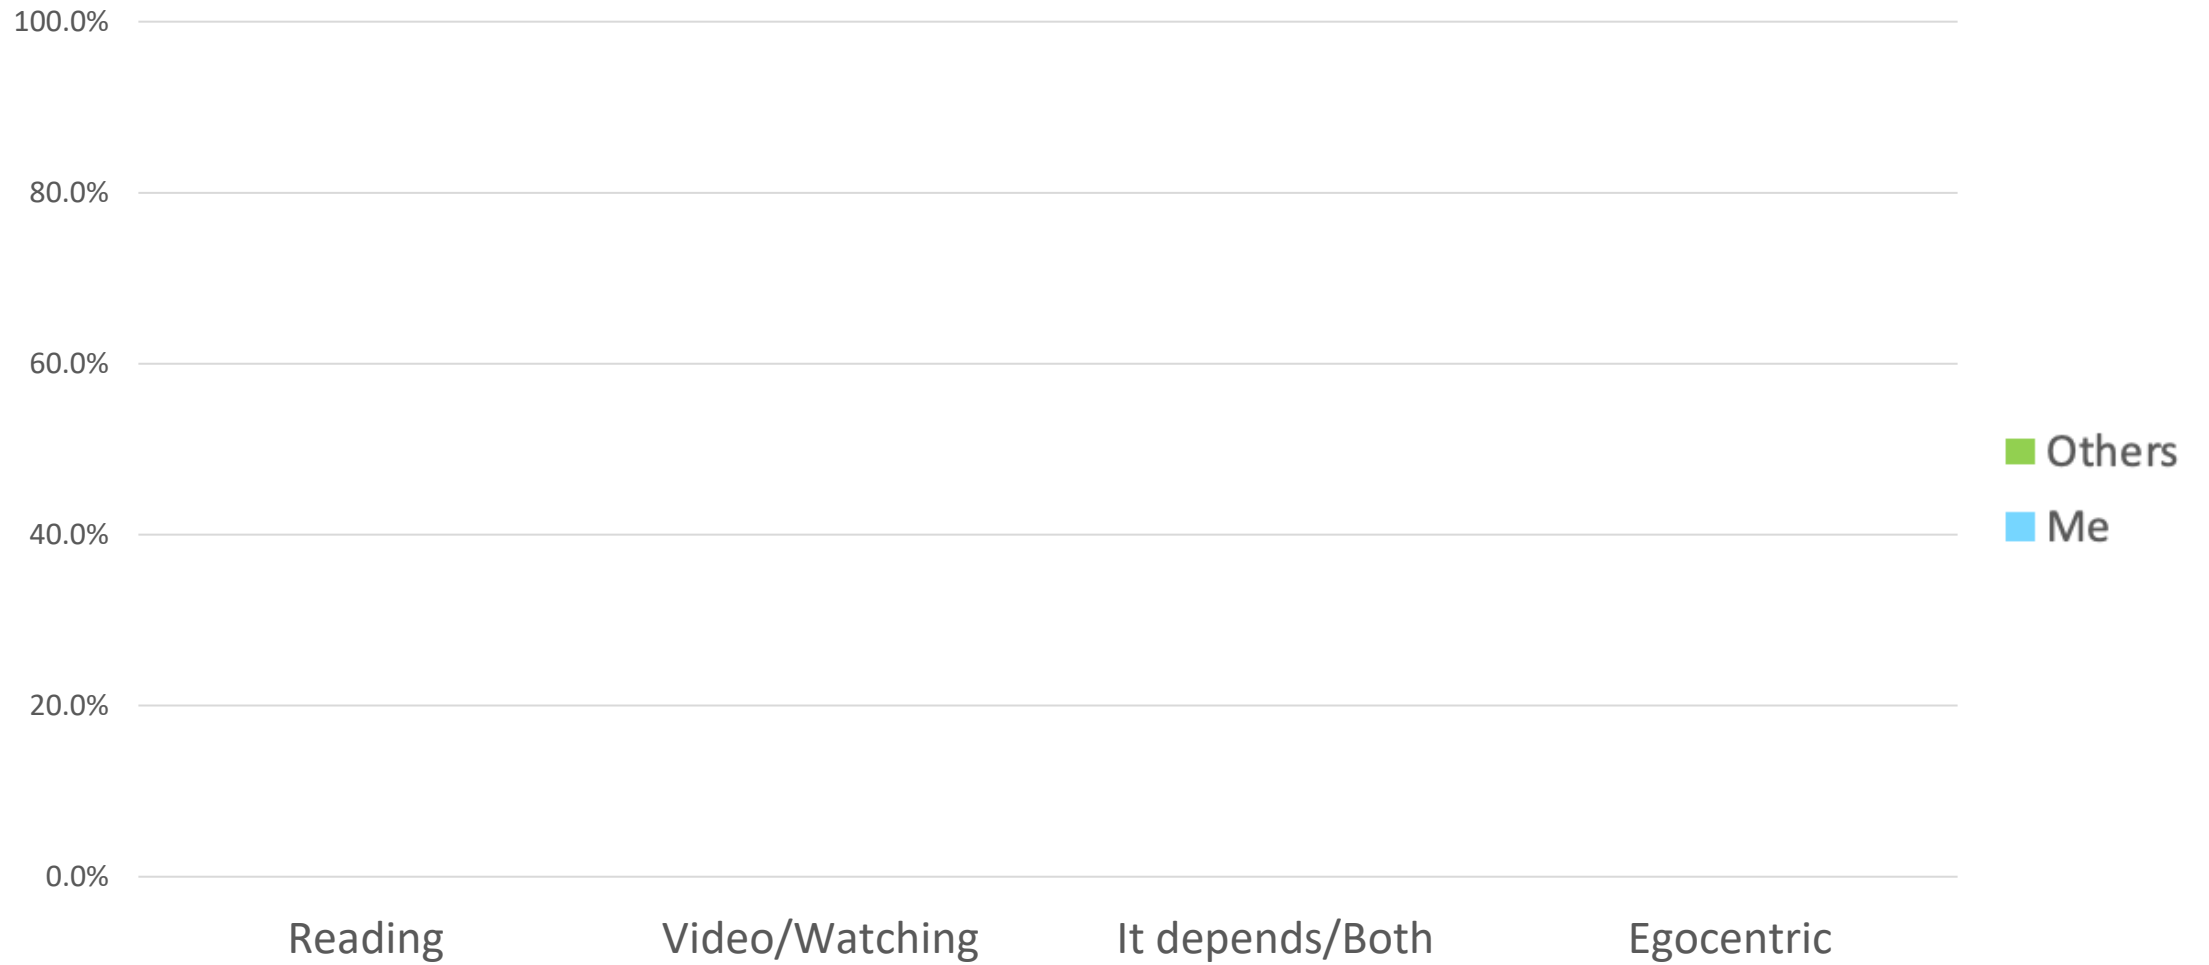 100.0%
80.0%
60.0%
40.0%
20.0%
0.0%
Reading
Video/Watching
It depends/Both
Egocentric
Others
Me